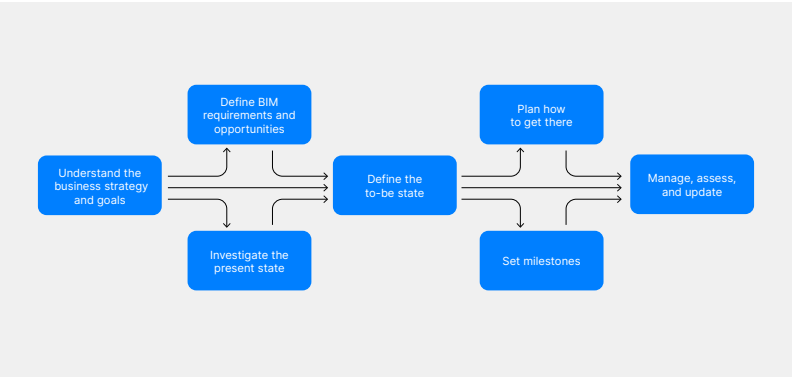 Define BIM
requirements and
opportunities
Plan how
to get there
Understand the
business strategy
and goals
Define the
to-be state
Manage, assess,
and update
Investigate the
present state
Set milestones